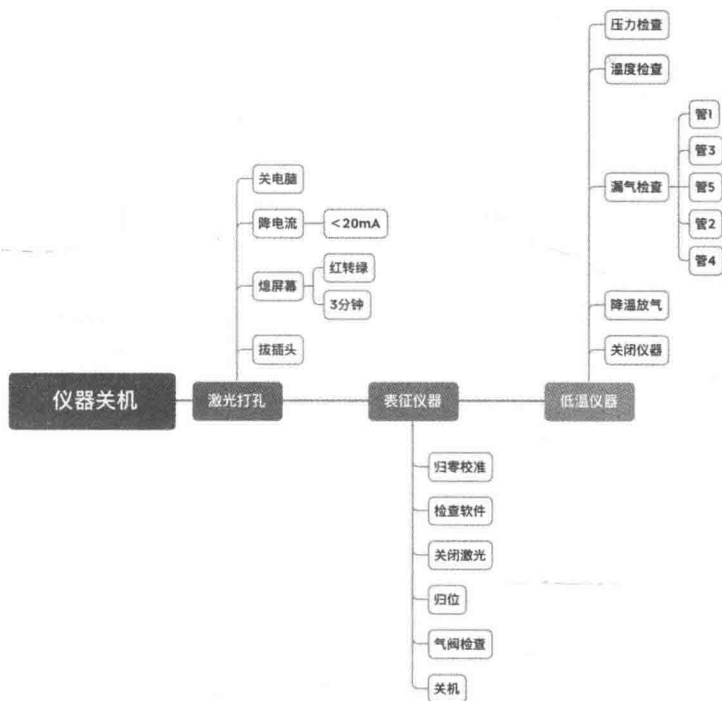 仪器关机
激光打孔
关电脑
降电流
<20mA
熄屏幕
红转绿
3分钟
拔插头
表征仪器
归零校准
检查软件
关闭激光
归位
气阀检查
关机
低温仪器
压力检查
温度检查
漏气检查
管1
管3
管5
管2
管4
降温放气
关闭仪器